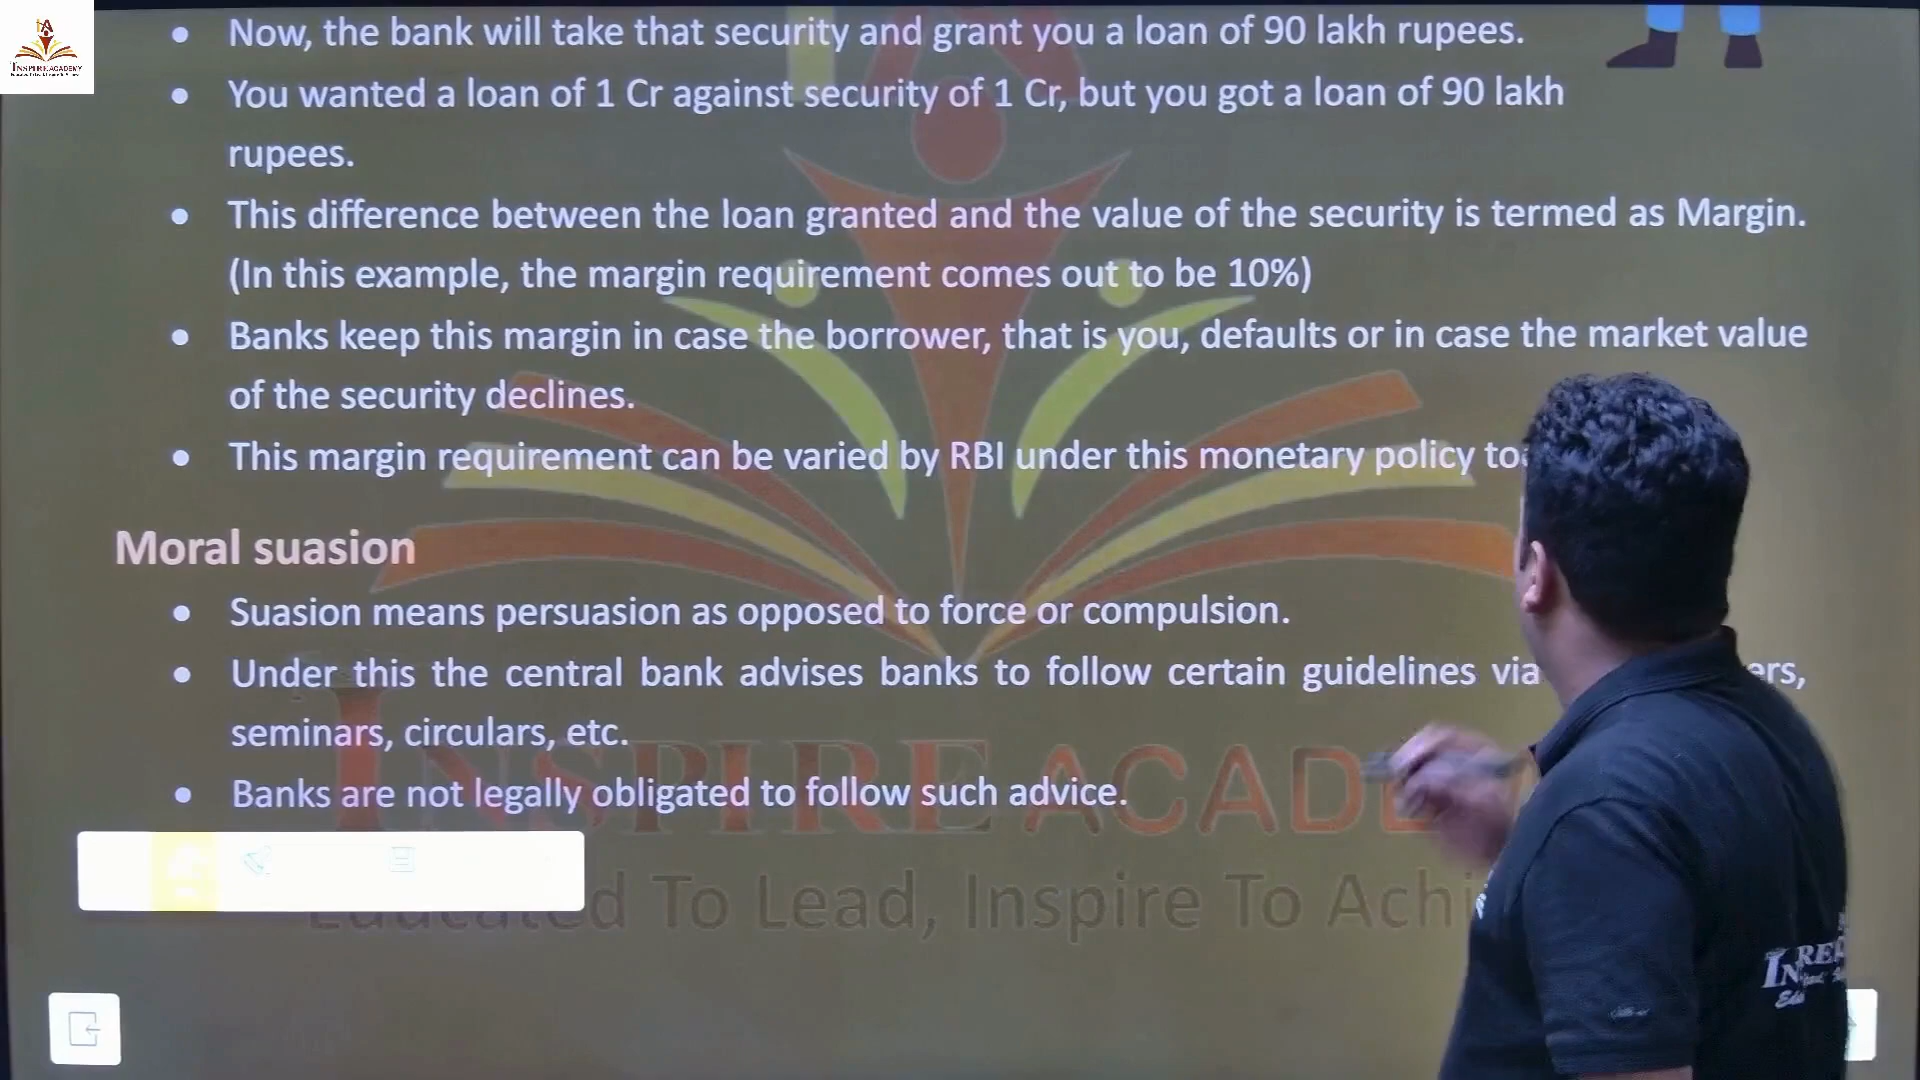 INSPIRE ACADEMY
• Now, the bank will take that security and grant you a loan of 90 lakh rupees.
• You wanted a loan of 1 Cr against security of 1 Cr, but you got a loan of 90 lakh
rupees.
• This difference between the loan granted and the value of the security is termed as Margin.
(In this example, the margin requirement comes out to be 10%)
• Banks keep this margin in case the borrower, that is you, defaults or in case the market value
of the security declines.
• This margin requirement can be varied by RBI under this monetary policy
Moral suasion
• Suasion means persuasion as opposed to force or compulsion.
• Under this the central bank advises banks to follow certain guidelines via
seminars, circulars, etc.
• Banks are not legally obligated to follow such advice.
INSPIRE ACADE
Educated To Lead, Inspire To Achi